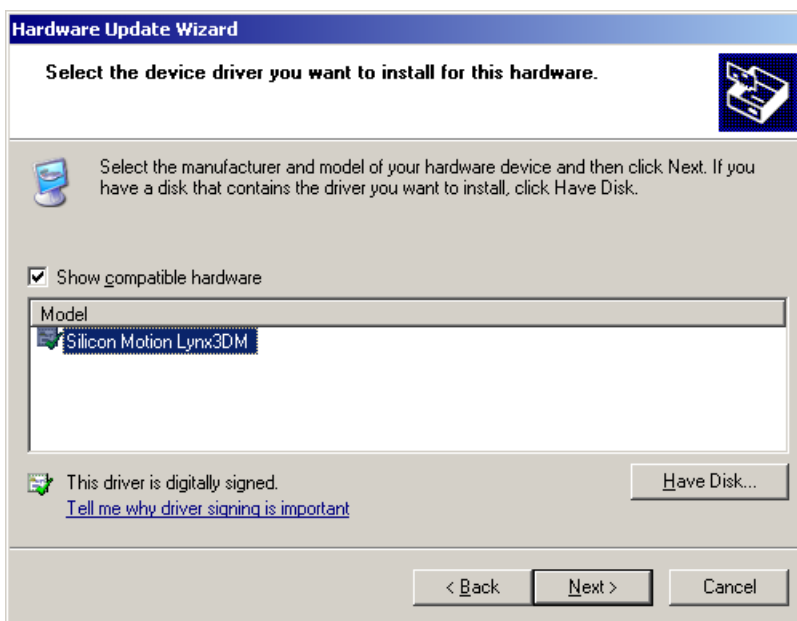 Hardware Update Wizard
Select the device driver you want to install for this hardware.
Select the manufacturer and model of your hardware device and then click Next. If you
have a disk that contains the driver you want to install, click Have Disk.
Show compatible hardware
Model
Silicon Motion Lynx3DM
This driver is digitally signed.
Have Disk...
Tell me why driver signing is important
< Back
Next >
Cancel